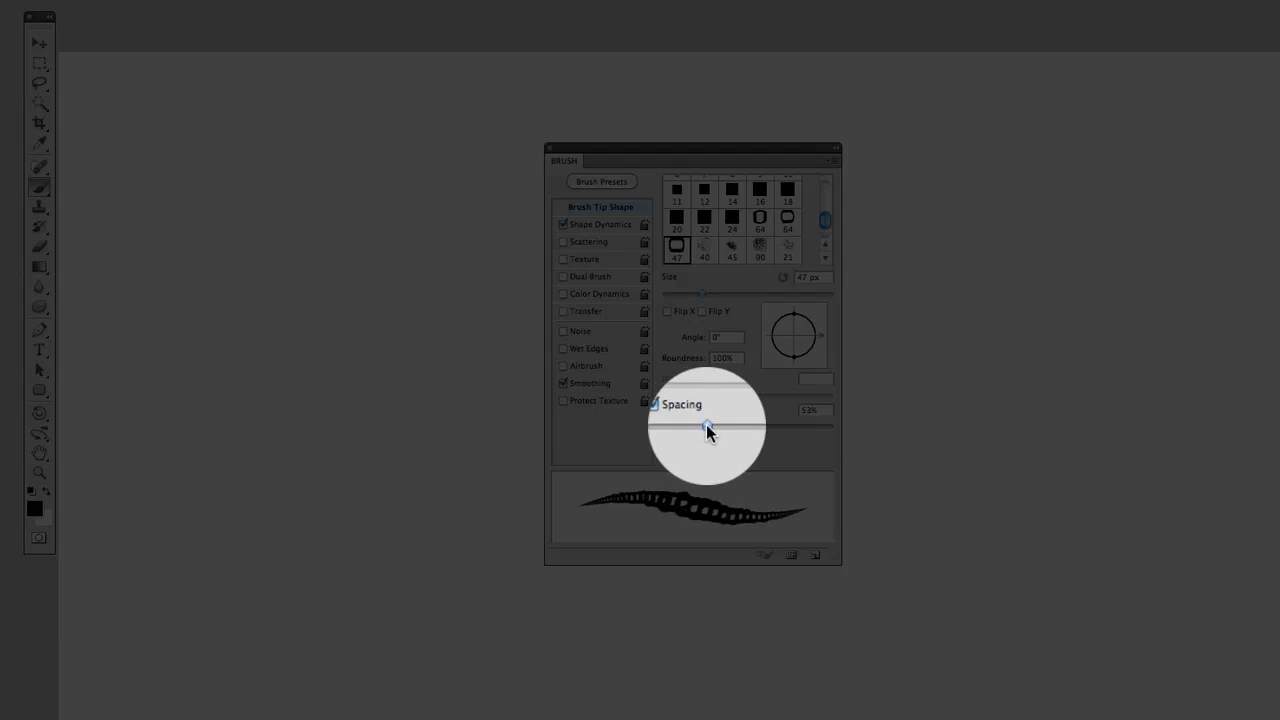 BRUSH
Brush Presets
Brush Tip Shape
Shape Dynamics
Scattering
Texture
Dual Brush
Color Dynamics
Transfer
Noise
Wet Edges
Airbrush
Smoothing
Protect Texture
11 12 14 16 18
20 22 24 64 64
47 40 45 90 21
Size 47 px
Flip X Flip Y
Angle: 0°
Roundness: 100%
Spacing 53%
T